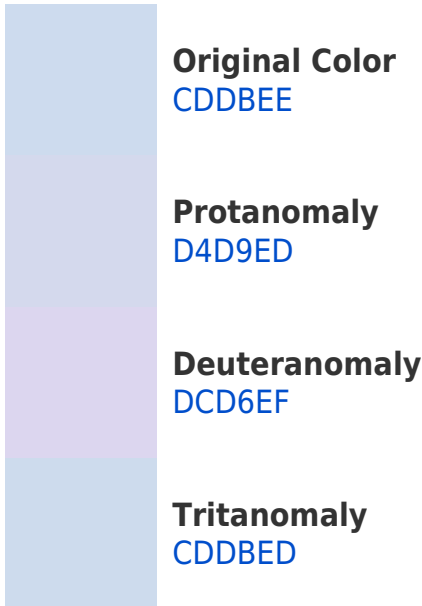 Original Color
CDDBEE
Protanomaly
D4D9ED
Deuteranomaly
DCD6EF
Tritanomaly
CDDBED